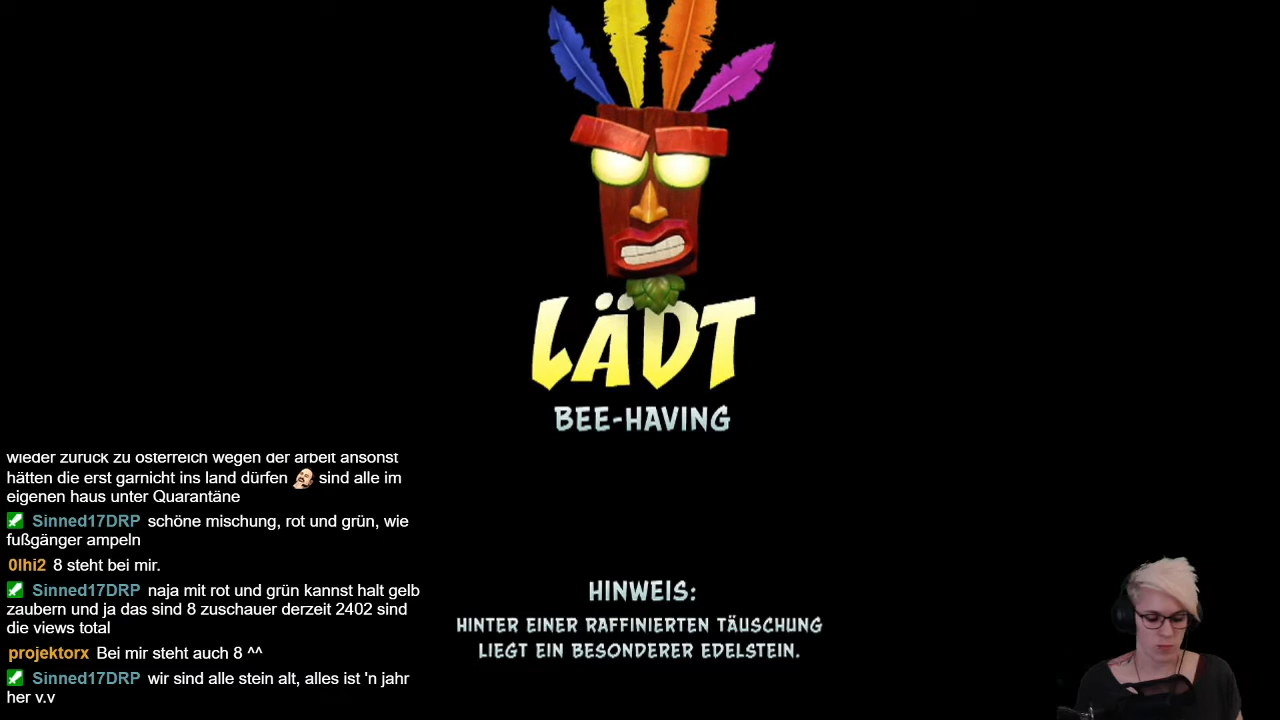 LÄDT
BEE-HAVING
wieder zurück zu österreich wegen der arbeit ansonst
hätten die erst garnicht ins land dürfen sind alle im
eigenen haus unter Quarantäne
Sinned17DRP schöne mischung, rot und grün, wie
fußgänger ampeln
0lhi2 8 steht bei mir.
Sinned17DRP naja mit rot und grün kannst halt gelb
zaubern und ja das sind 8 zuschauer derzeit 2402 sind
die views total
projektorx Bei mir steht auch 8 ^^
Sinned17DRP wir sind alle stein alt, alles ist 'n jahr
her v.v
HINWEIS:
HINTER EINER RAFFINIERTEN TÄUSCHUNG
LIEGT EIN BESONDERER EDELSTEIN.